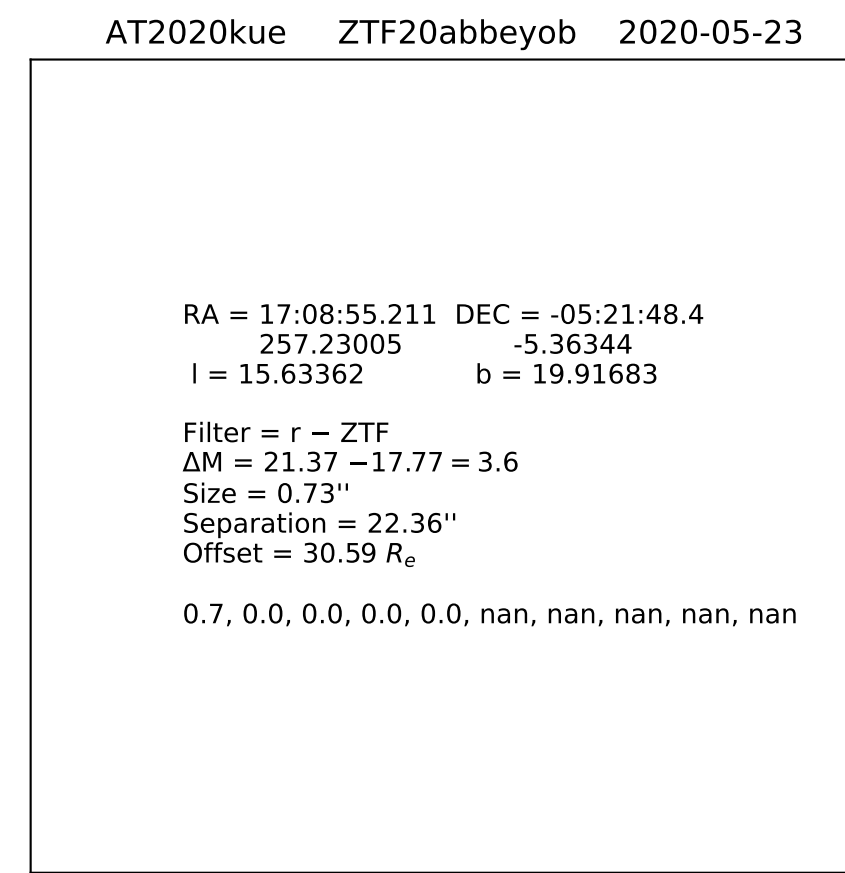 AT2020kue ZTF20abbeyob 2020-05-23
RA = 17:08:55.211 DEC = -05:21:48.4
257.23005 -5.36344
l = 15.63362 b = 19.91683
Filter = r − ZTF
ΔM = 21.37 −17.77 = 3.6
Size = 0.73''
Separation = 22.36''
Offset = 30.59 Rₑ
0.7, 0.0, 0.0, 0.0, 0.0, nan, nan, nan, nan, nan